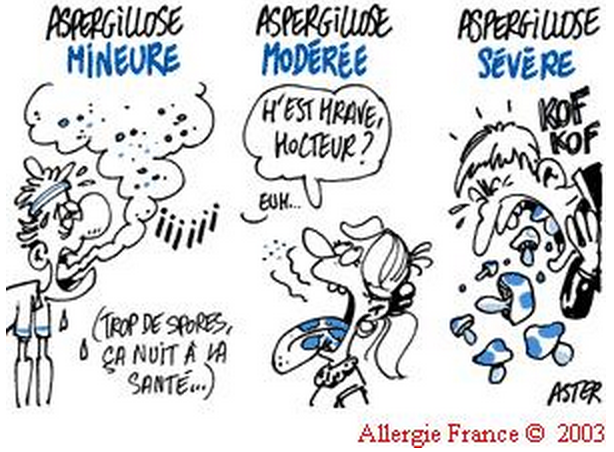 ASPERGILLOSE
MINEURE
(TROP DE SPORES,
ÇA NUIT À LA
SANTÉ...)
ASPERGILLOSE
MODÉRÉE
H'EST HRAVE,
HOCTEUR?
EUH...
ASPERGILLOSE
SÉVÈRE
KOF
KOF
ASTER
Allergie France © 2003